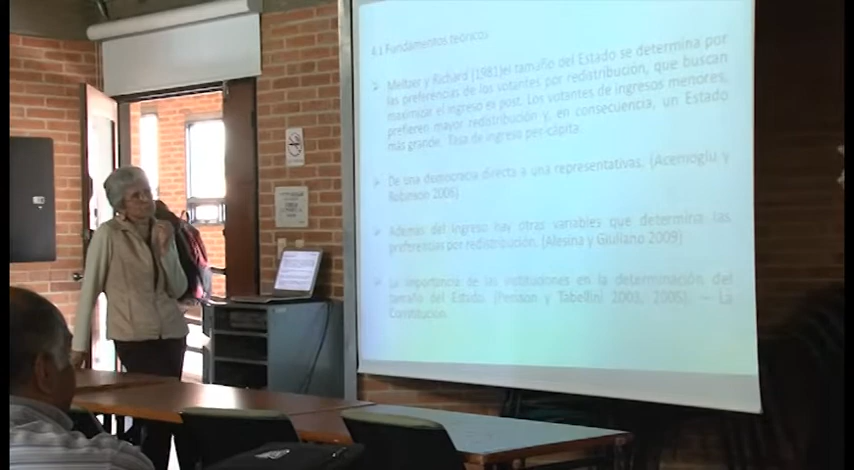 4.1 Fundamentos teóricos.
Meltzer y Richard (1981)el tamaño del Estado se determina por
las preferencias de los votantes por redistribución, que buscan
maximizar el ingreso ex post. Los votantes de ingresos menores,
prefieren mayor redistribución y, en consecuencia, un Estado
más grande. Tasa de ingreso per-cápita.
De una democracia directa a una representativas. (Acemoglu y
Robinson 2006)
Además del ingreso hay otras variables que determina las
preferencias por redistribución. (Alesina y Giuliano 2009)
La importancia de las instituciones en la determinación del
tamaño del Estado. (Persson y Tabellini 2003, 2005). – La
Constitución.